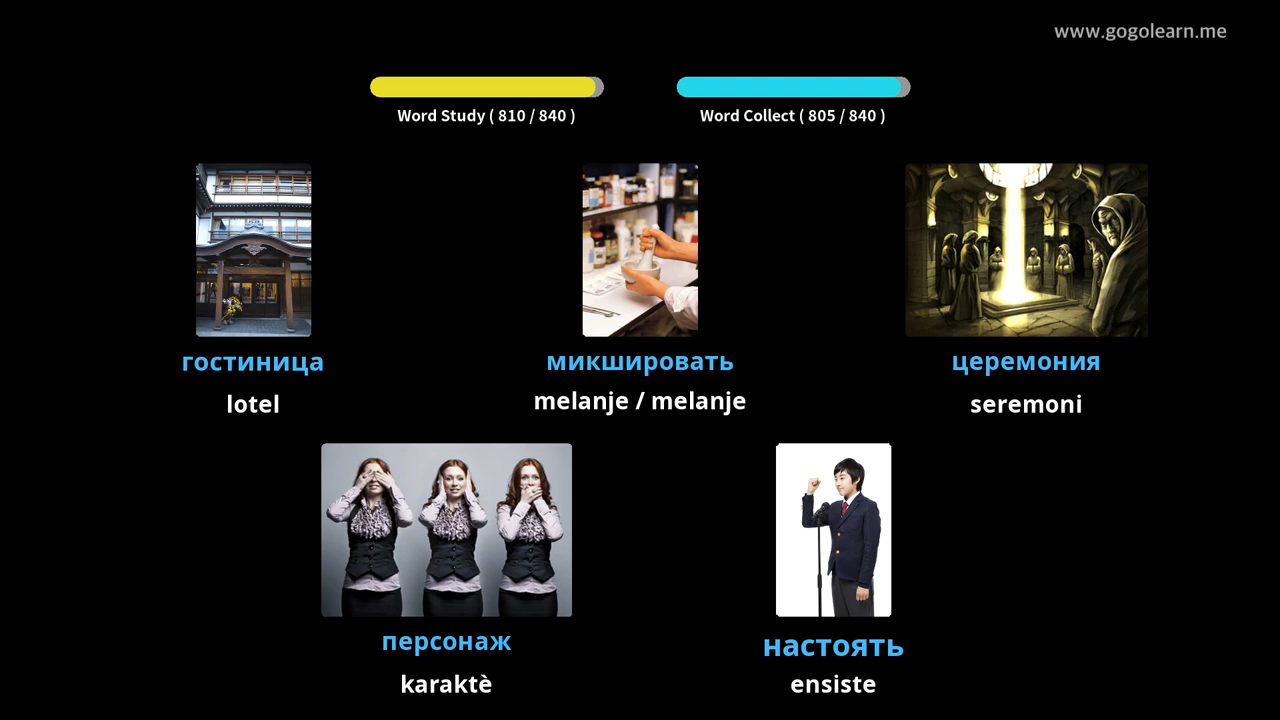 www.gogolearn.me
Word Study ( 810 / 840 )
Word Collect ( 805 / 840 )
гостиница
lotel
микшировать
melanje / melanje
церемония
seremoni
персонаж
karaktè
настоять
ensiste